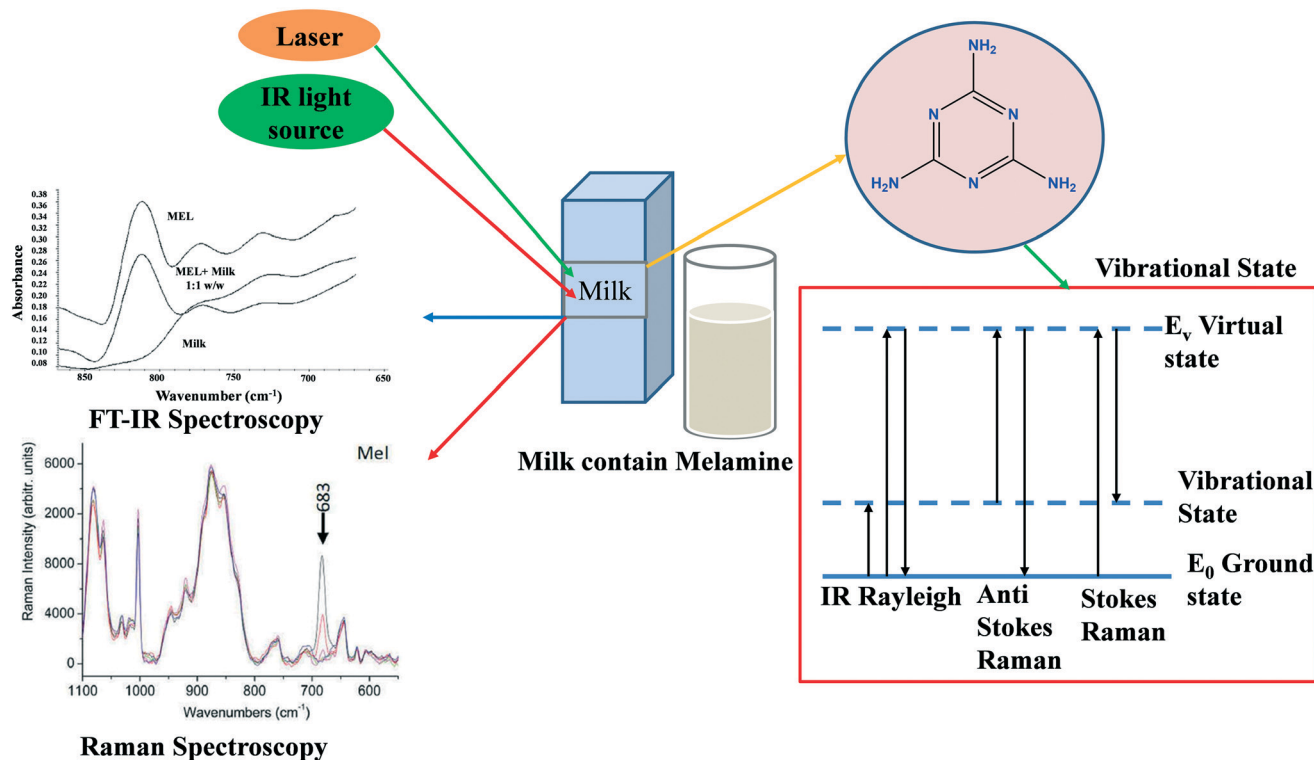 Laser
IR light
source
NH2
N
N
N
H2N
NH2
0.38
0.36
0.34
0.30
0.28
0.26
0.24
0.22
0.20
0.18
0.16
0.14
0.12
0.10
0.08
Absorbance
MEL
MEL+ Milk
1:1 w/w
Milk
850
800
750
700
650
Wavenumber (cm-1)
FT-IR Spectroscopy
Milk
Milk contain Melamine
Vibrational State
Ev Virtual
state
Vibrational
State
E0 Ground
state
IR Rayleigh
Anti
Stokes
Raman
Stokes
Raman
Mel
683
6000
2000
8000
4000
0
Raman Intensity (arbitr. units)
1100
1000
900
800
700
600
Wavenumbers (cm-1)
Raman Spectroscopy